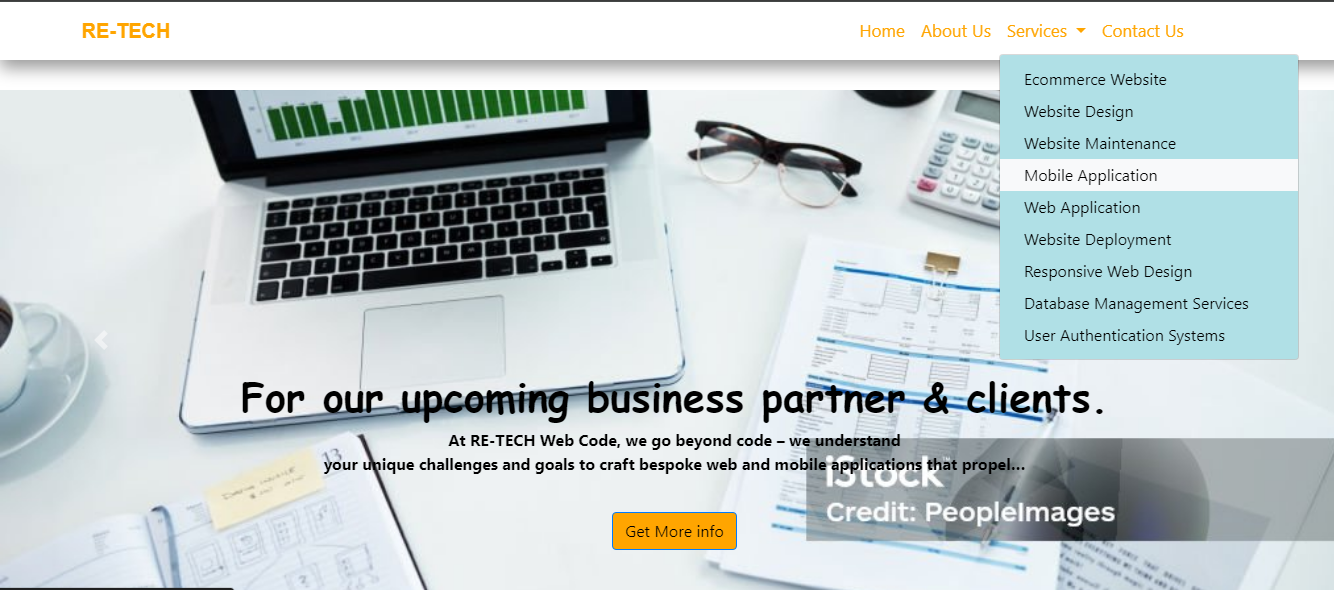 RE-TECH
Home About Us Services Contact Us
Ecommerce Website
Website Design
Website Maintenance
Mobile Application
Web Application
Website Deployment
Responsive Web Design
Database Management Services
User Authentication Systems
For our upcoming business partner & clients.
At RE-TECH Web Code, we go beyond code – we understand
your unique challenges and goals to craft bespoke web and mobile applications that propel...
iStock™
Credit: PeopleImages
Get More info
13